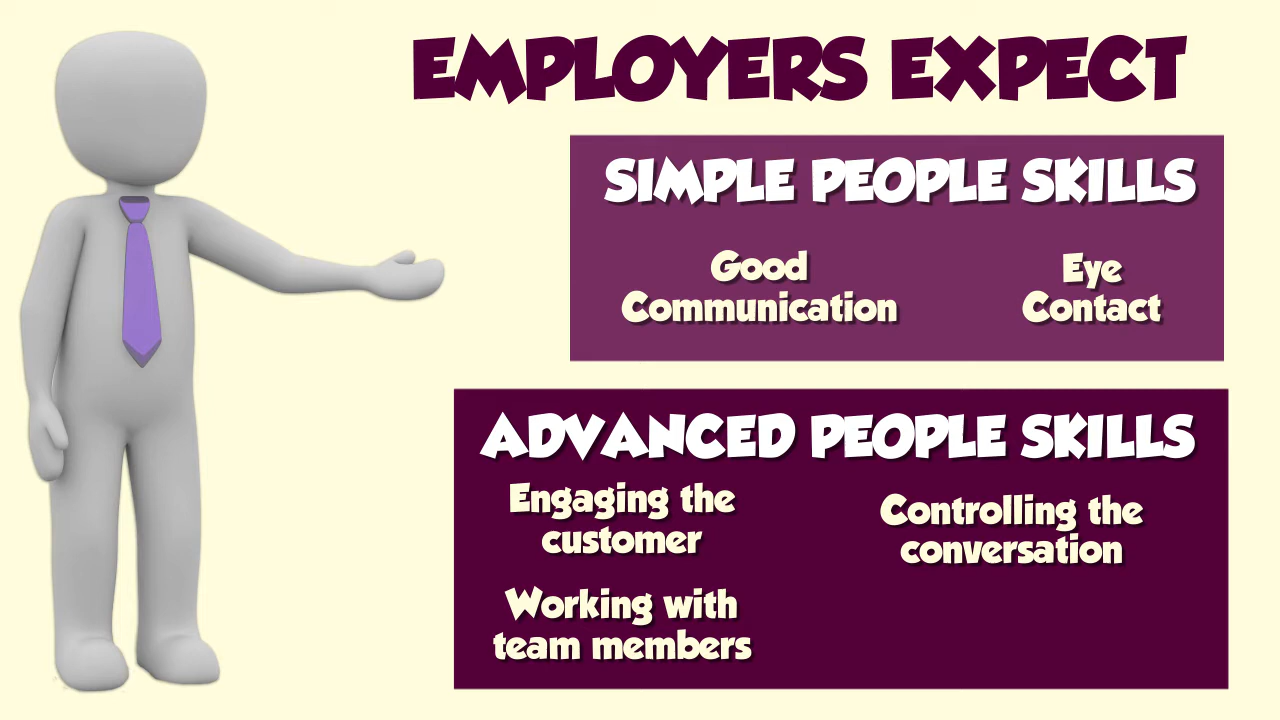 EMPLOYERS EXPECT
SIMPLE PEOPLE SKILLS
Good
Communication
Eye
Contact
ADVANCED PEOPLE SKILLS
Engaging the
customer
Controlling the
conversation
Working with
team members